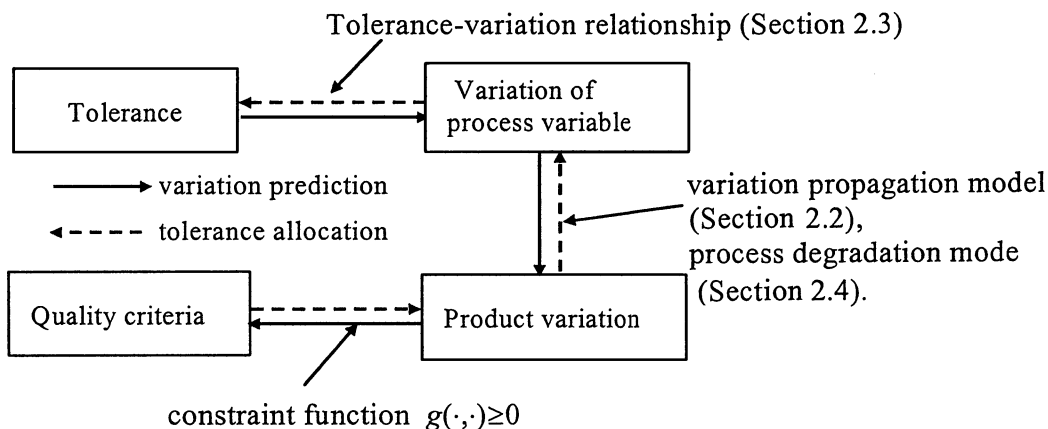 Tolerance-variation relationship (Section 2.3)
Tolerance
Variation of
process variable
variation prediction
tolerance allocation
variation propagation model
(Section 2.2),
process degradation mode
(Section 2.4).
Quality criteria
Product variation
constraint function g(·,·)≥0